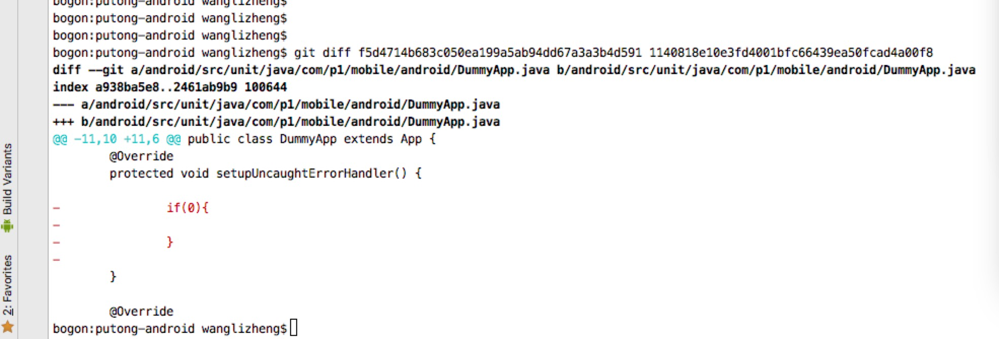 bogon:putong-android wanglizheng$
bogon:putong-android wanglizheng$
bogon:putong-android wanglizheng$
bogon:putong-android wanglizheng$ git diff f5d4714b683c050ea199a5ab94dd67a3a3b4d591 1140818e10e3fd4001bfc66439ea50fcad4a00f8
diff --git a/android/src/unit/java/com/p1/mobile/android/DummyApp.java b/android/src/unit/java/com/p1/mobile/android/DummyApp.java
index a938ba5e8..2461ab9b9 100644
--- a/android/src/unit/java/com/p1/mobile/android/DummyApp.java
+++ b/android/src/unit/java/com/p1/mobile/android/DummyApp.java
@@ -11,10 +11,6 @@ public class DummyApp extends App {
        @Override
        protected void setupUncaughtErrorHandler() {

-               if(0){
-
-               }
-
        }

        @Override
bogon:putong-android wanglizheng$
Build Variants
2: Favorites